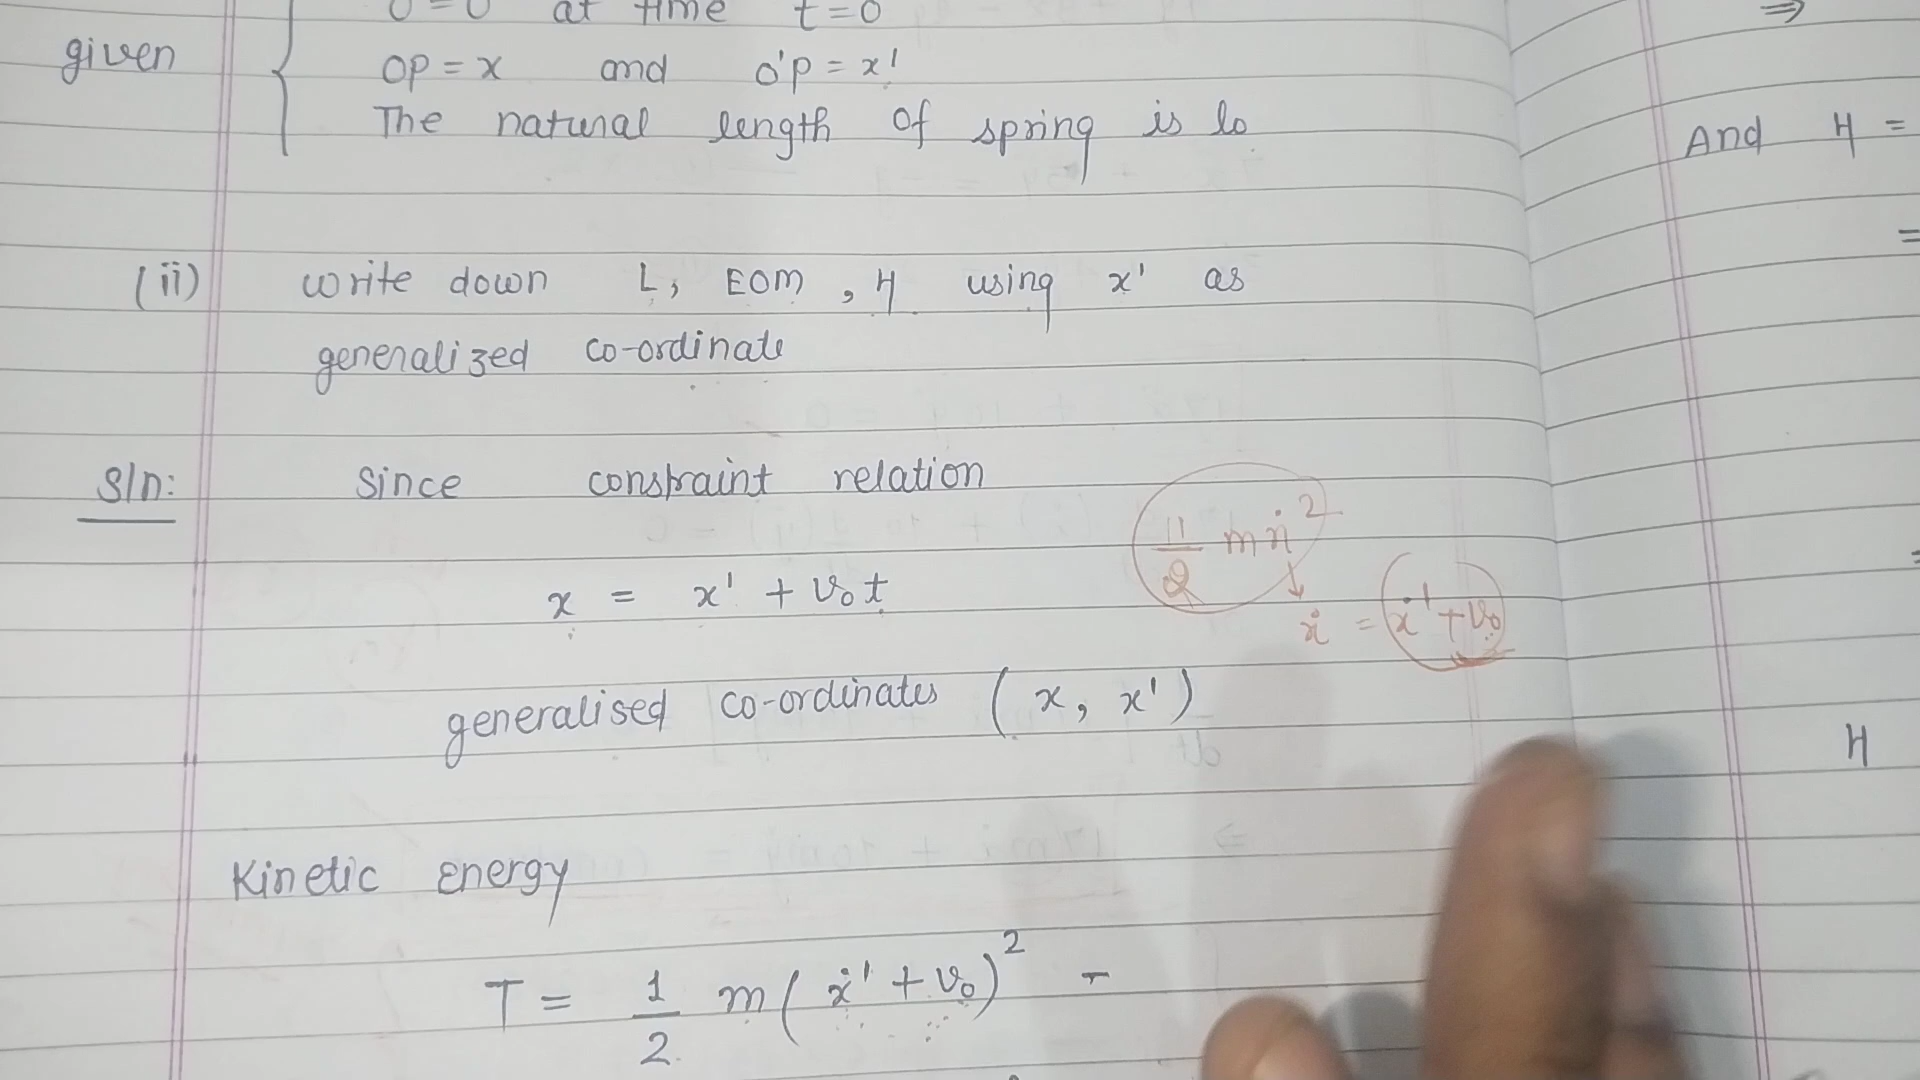 at time t=0
given
OP = x and O'P = x'
The natural length of spring is lo
And H =
=
(ii) write down L, EOM, H using x' as
generalized co-ordinate
Sln: Since constraint relation
x = x' + v₀t
1/2 mẋ²
↓
ẋ = ẋ' + v₀
generalised co-ordinates (x, x')
H
Kinetic energy
T = 1/2 m(ẋ' + v₀)² -